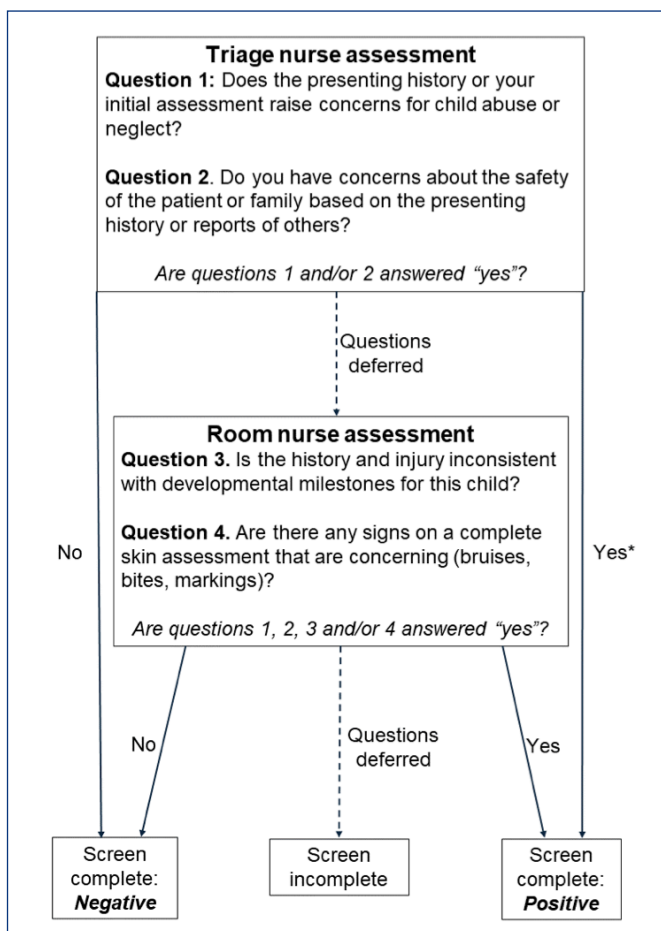 Triage nurse assessment
Question 1: Does the presenting history or your
initial assessment raise concerns for child abuse or
neglect?
Question 2. Do you have concerns about the safety
of the patient or family based on the presenting
history or reports of others?
Are questions 1 and/or 2 answered “yes”?
Questions
deferred
Room nurse assessment
Question 3. Is the history and injury inconsistent
with developmental milestones for this child?
Question 4. Are there any signs on a complete
skin assessment that are concerning (bruises,
bites, markings)?
Are questions 1, 2, 3 and/or 4 answered “yes”?
No
Yes*
No
Questions
deferred
Yes
Screen
complete:
Negative
Screen
incomplete
Screen
complete:
Positive